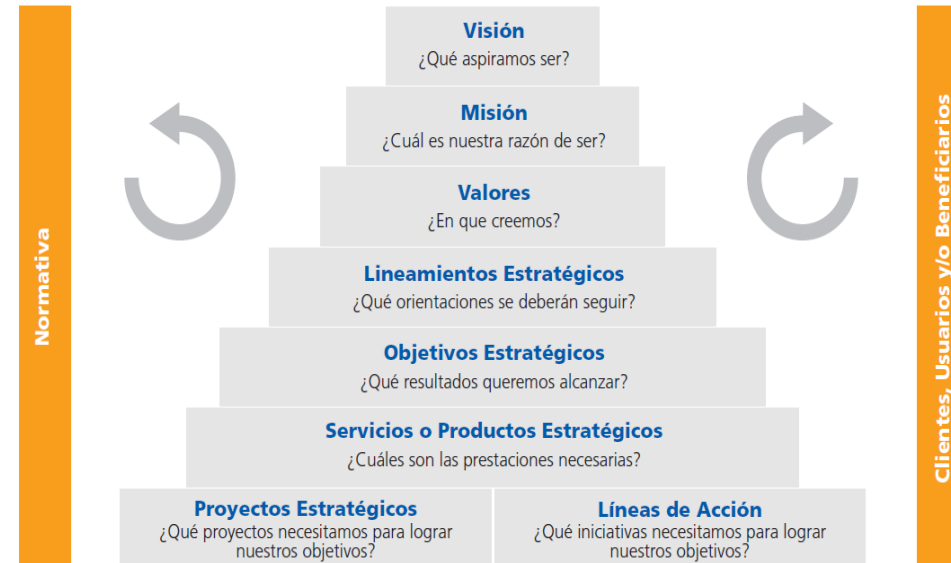 Visión
¿Qué aspiramos ser?
Misión
¿Cuál es nuestra razón de ser?
Valores
¿En que creemos?
Lineamientos Estratégicos
¿Qué orientaciones se deberán seguir?
Objetivos Estratégicos
¿Qué resultados queremos alcanzar?
Servicios o Productos Estratégicos
¿Cuáles son las prestaciones necesarias?
Proyectos Estratégicos
¿Qué proyectos necesitamos para lograr
nuestros objetivos?
Líneas de Acción
¿Qué iniciativas necesitamos para lograr
nuestros objetivos?
Normativa
Clientes, Usuarios y/o Beneficiarios